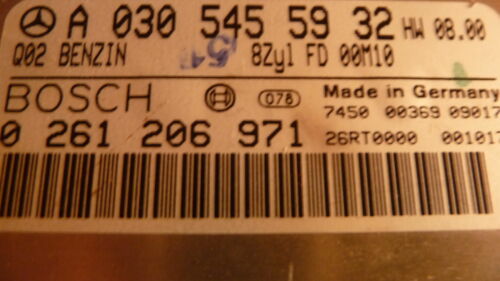 A 030 545 59 32 HW 08.00
Q02 BENZIN 8Zyl FD 00M10
BOSCH 078 Made in Germany
7450 00369 09017
0 261 206 971 26RT0000 001017